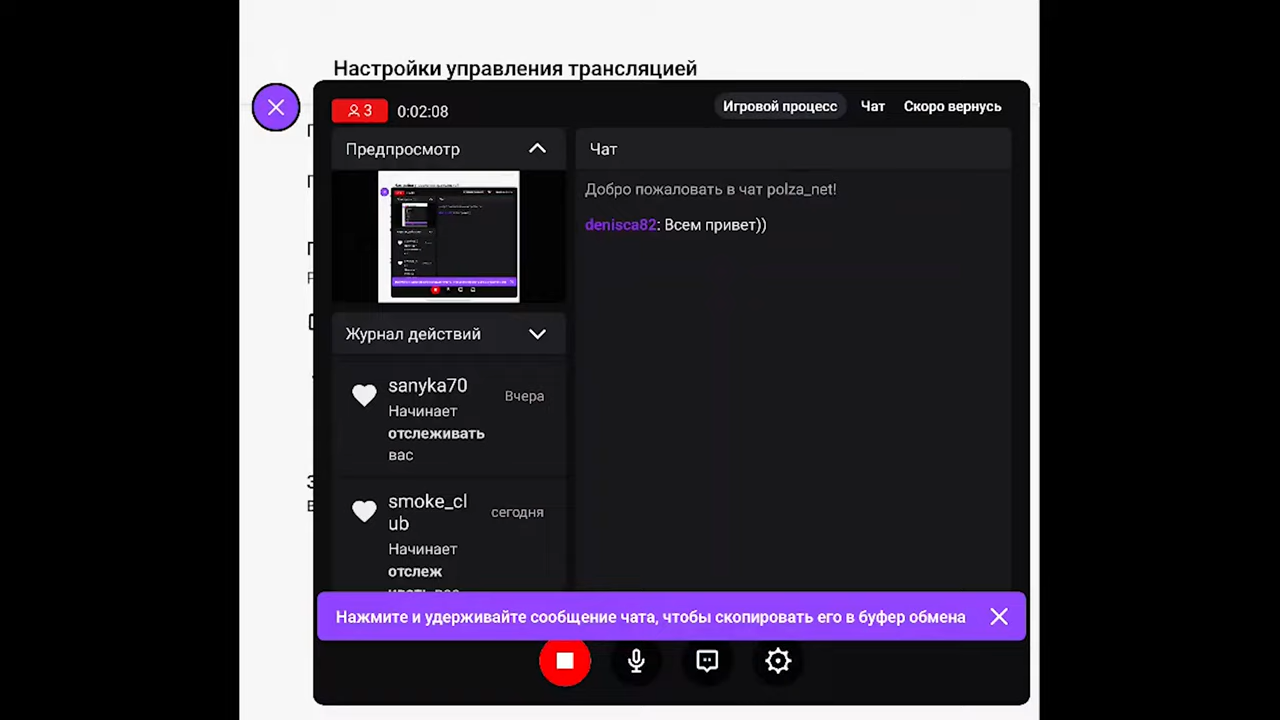 Настройки управления трансляцией
3
0:02:08
Игровой процесс
Чат
Скоро вернусь
Предпросмотр
Чат
Добро пожаловать в чат polza_net!
denisca82: Всем привет))
Журнал действий
sanyka70
Вчера
Начинает
отслеживать
вас
smoke_cl
ub
сегодня
Начинает
отслеж
Нажмите и удерживайте сообщение чата, чтобы скопировать его в буфер обмена